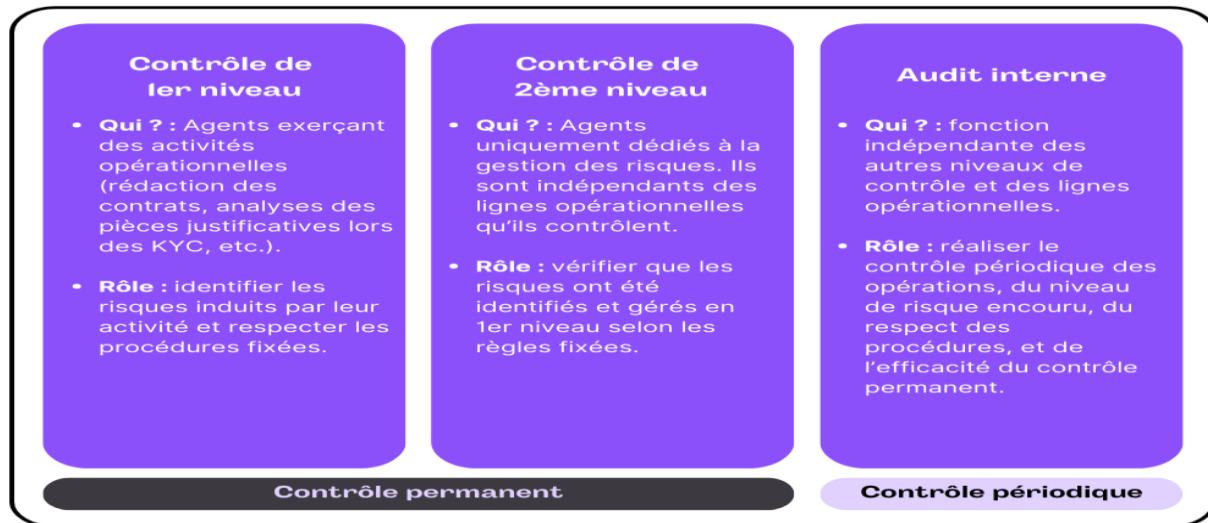 Contrôle de
1er niveau
• Qui ? : Agents exerçant
des activités
opérationnelles
(rédaction des
contrats, analyses des
pièces justificatives lors
des KYC, etc.).
• Rôle : identifier les
risques induits par leur
activité et respecter les
procédures fixées.
Contrôle de
2ème niveau
• Qui ? : Agents
uniquement dédiés à la
gestion des risques. Ils
sont indépendants des
lignes opérationnelles
qu'ils contrôlent.
• Rôle : vérifier que les
risques ont été
identifiés et gérés en
1er niveau selon les
règles fixées.
Audit interne
• Qui ? : fonction
indépendante des
autres niveaux de
contrôle et des lignes
opérationnelles.
• Rôle : réaliser le
contrôle périodique des
opérations, du niveau
de risque encouru, du
respect des
procédures, et de
l'efficacité du contrôle
permanent.
Contrôle permanent
Contrôle périodique